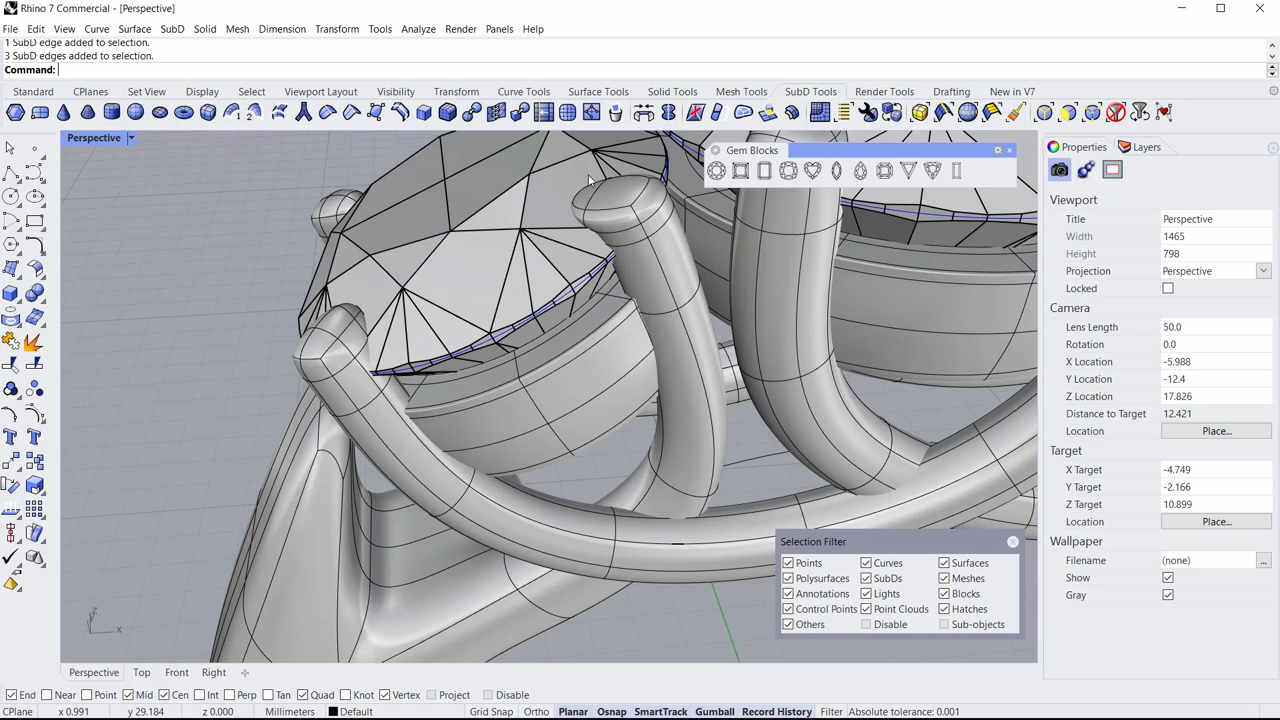 Rhino 7 Commercial - [Perspective]
File Edit View Curve Surface SubD Solid Mesh Dimension Transform Tools Analyze Render Panels Help
1 SubD edge added to selection.
3 SubD edges added to selection.
Command:
Standard CPlanes Set View Display Select Viewport Layout Visibility Transform Curve Tools Surface Tools Solid Tools Mesh Tools SubD Tools Render Tools Drafting New in V7
1 2
Perspective
Gem Blocks
Properties Layers
Viewport
Title Perspective
Width 1465
Height 798
Projection Perspective
Locked
Camera
Lens Length 50.0
Rotation 0.0
X Location -5.988
Y Location -12.4
Z Location 17.826
Distance to Target 12.421
Location Place...
Target
X Target -4.749
Y Target -2.166
Z Target 10.899
Location Place...
Wallpaper
Filename (none) ...
Show
Gray
Selection Filter
Points Curves Surfaces
Polysurfaces SubDs Meshes
Annotations Lights Blocks
Control Points Point Clouds Hatches
Others Disable Sub-objects
z
x
Perspective Top Front Right
End Near Point Mid Cen Int Perp Tan Quad Knot Vertex Project Disable
CPlane x 0.991 y 29.184 z 0.000 Millimeters Default Grid Snap Ortho Planar Osnap SmartTrack Gumball Record History Filter Absolute tolerance: 0.001